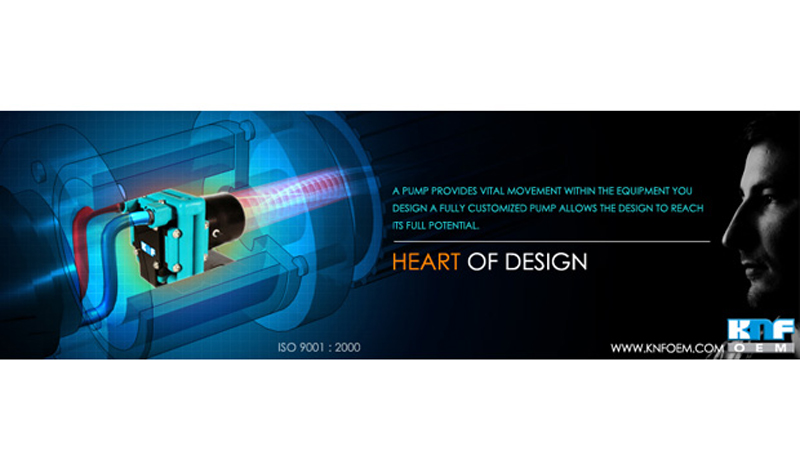 A PUMP PROVIDES VITAL MOVEMENT WITHIN THE EQUIPMENT YOU
DESIGN A FULLY CUSTOMIZED PUMP ALLOWS THE DESIGN TO REACH
ITS FULL POTENTIAL.
HEART OF DESIGN
ISO 9001 : 2000
WWW.KNFOEM.COM
KNF
OEM
KNF